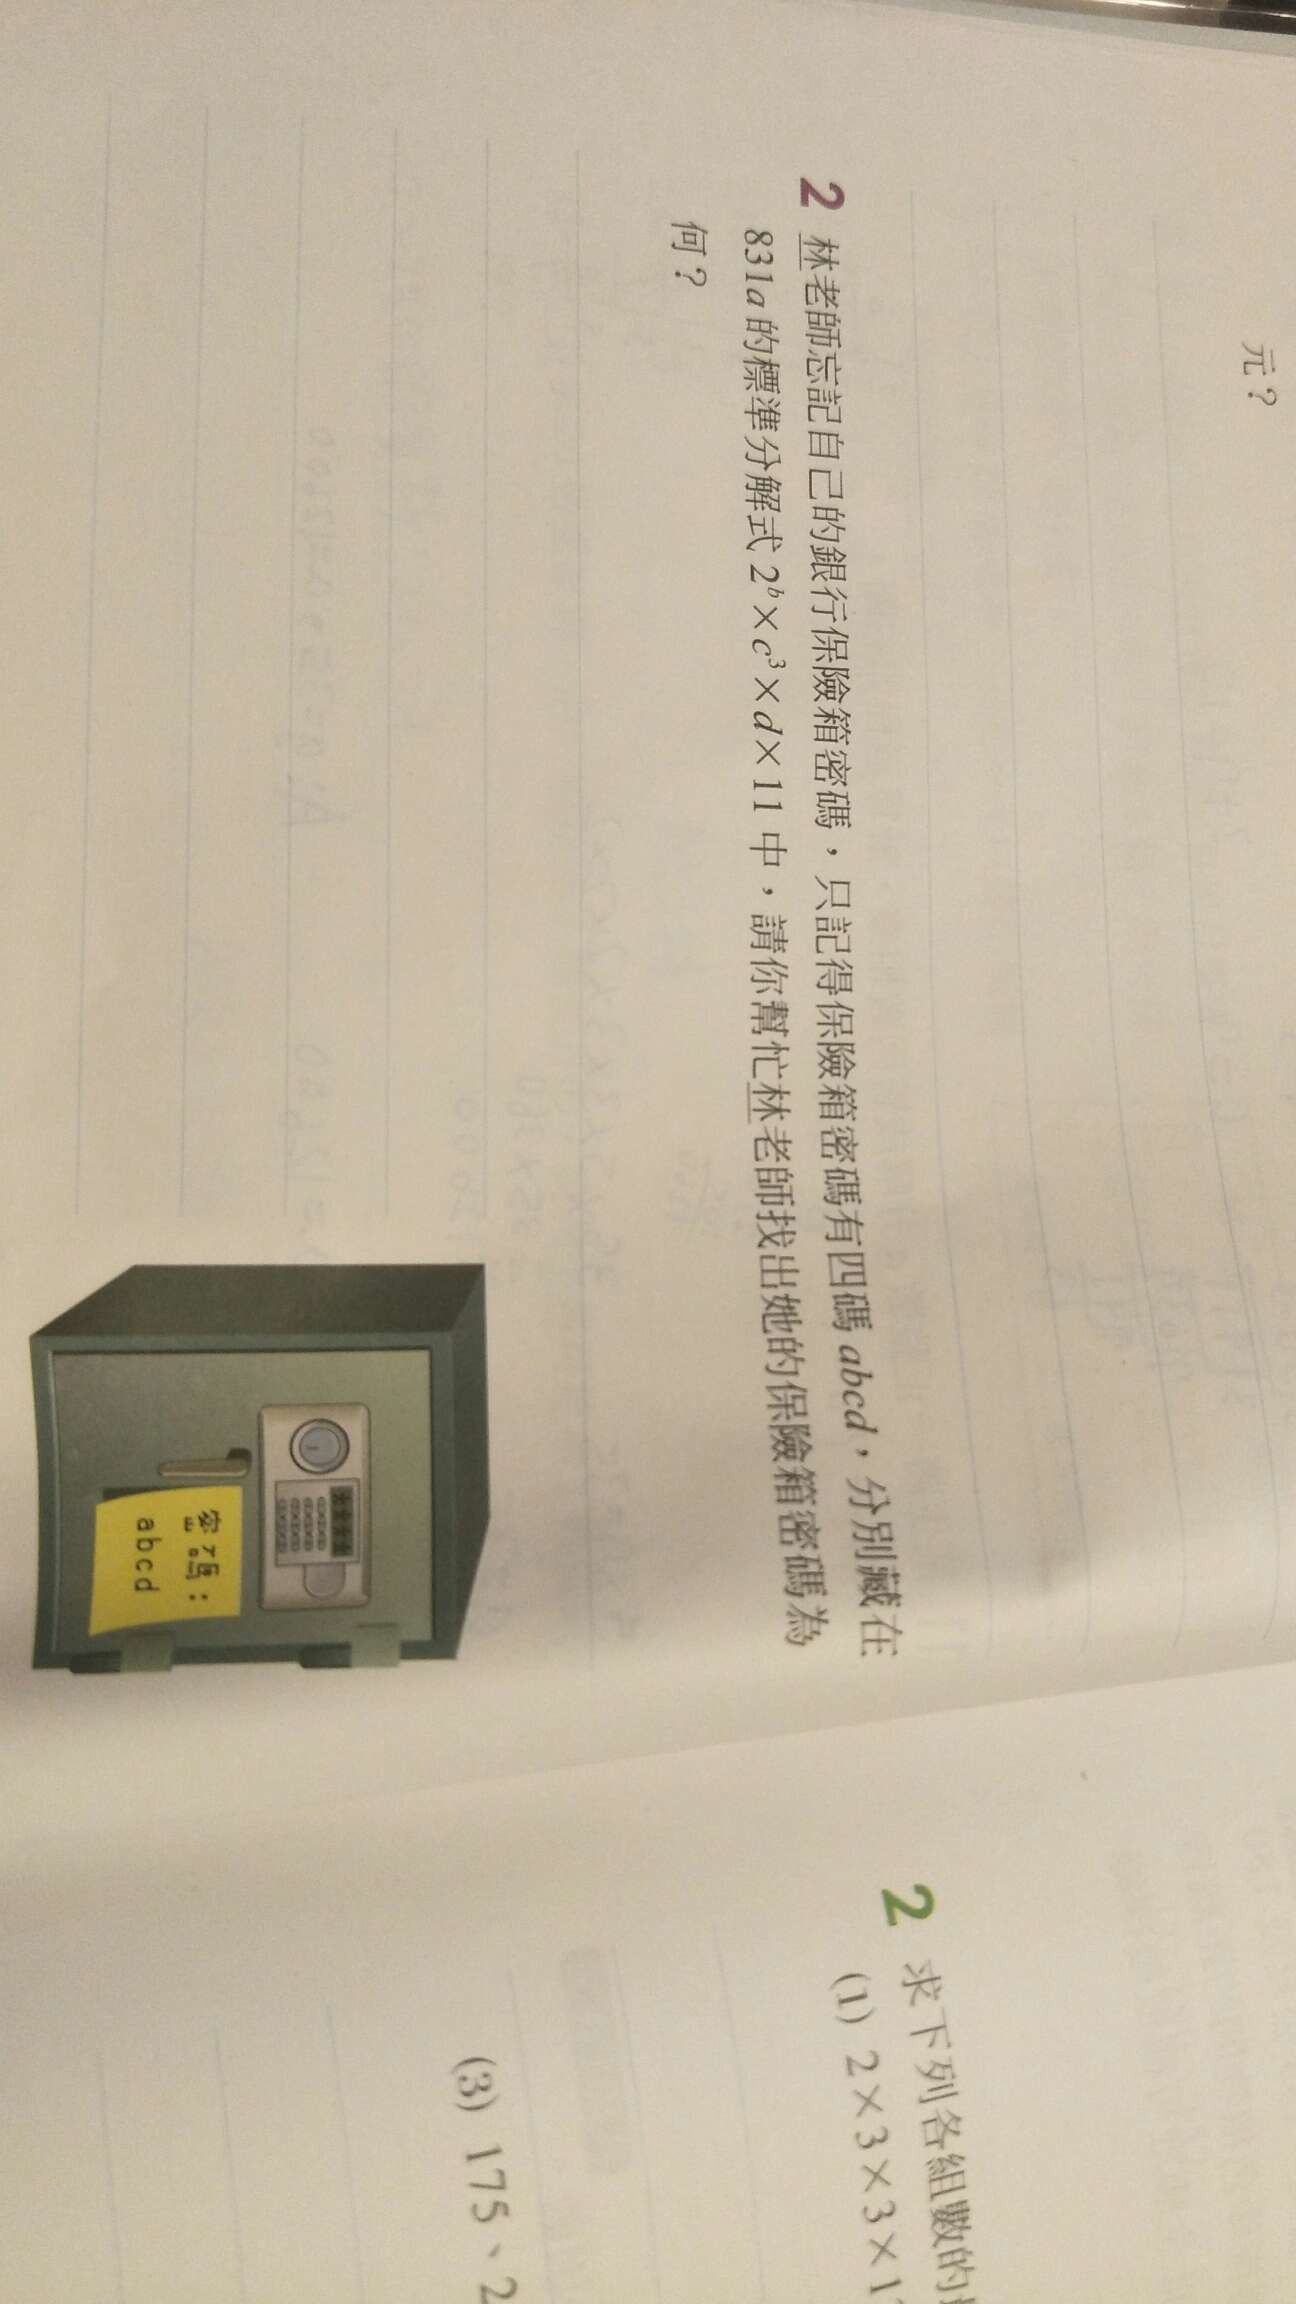 元？
2 林老師忘記自己的銀行保險箱密碼，只記得保險箱密碼有四碼 abcd，分別藏在
831a 的標準分解式 2ᵇ×c³×d×11 中，請你幫忙林老師找出她的保險箱密碼為
何？
密碼：
abcd
2 求下列各組數的
(1) 2×3×3×1
(3) 175、2